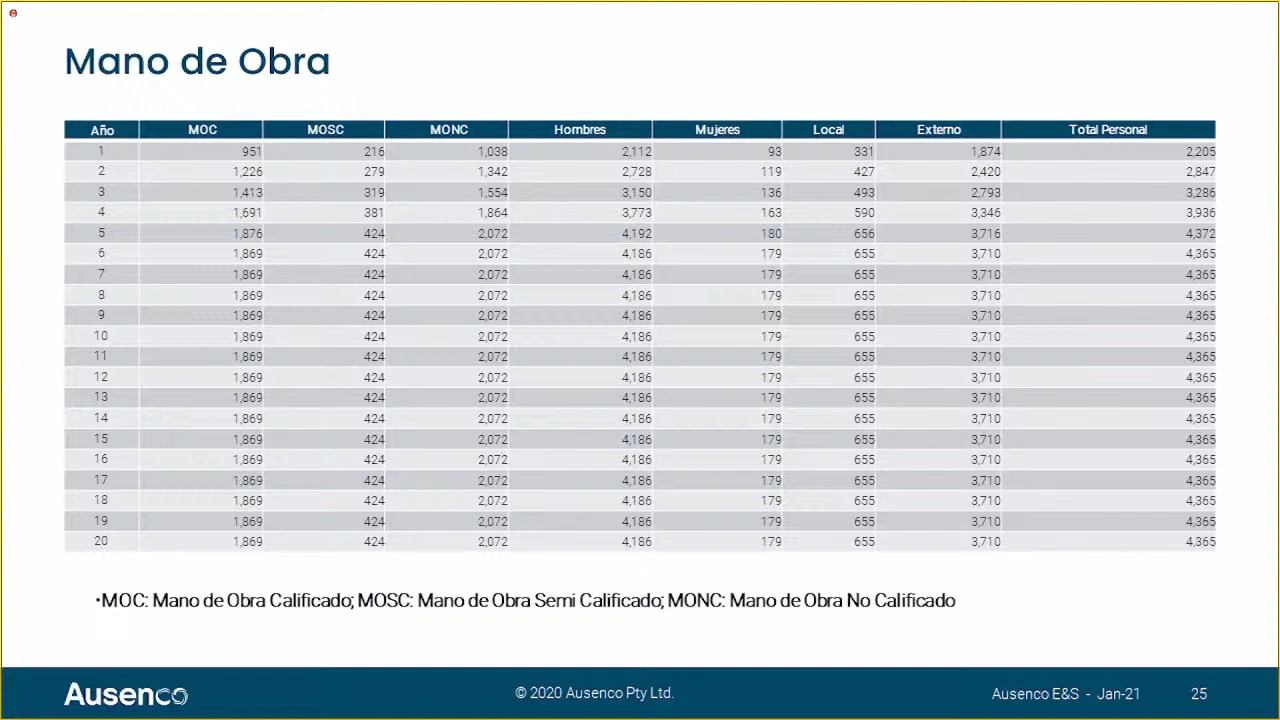 Mano de Obra
Año MOC MOSC MONC Hombres Mujeres Local Externo Total Personal
1 951 216 1,038 2,112 93 331 1,874 2,205
2 1,226 279 1,342 2,728 119 427 2,420 2,847
3 1,413 319 1,554 3,150 136 493 2,793 3,286
4 1,691 381 1,864 3,773 163 590 3,346 3,936
5 1,876 424 2,072 4,192 180 656 3,716 4,372
6 1,869 424 2,072 4,186 179 655 3,710 4,365
7 1,869 424 2,072 4,186 179 655 3,710 4,365
8 1,869 424 2,072 4,186 179 655 3,710 4,365
9 1,869 424 2,072 4,186 179 655 3,710 4,365
10 1,869 424 2,072 4,186 179 655 3,710 4,365
11 1,869 424 2,072 4,186 179 655 3,710 4,365
12 1,869 424 2,072 4,186 179 655 3,710 4,365
13 1,869 424 2,072 4,186 179 655 3,710 4,365
14 1,869 424 2,072 4,186 179 655 3,710 4,365
15 1,869 424 2,072 4,186 179 655 3,710 4,365
16 1,869 424 2,072 4,186 179 655 3,710 4,365
17 1,869 424 2,072 4,186 179 655 3,710 4,365
18 1,869 424 2,072 4,186 179 655 3,710 4,365
19 1,869 424 2,072 4,186 179 655 3,710 4,365
20 1,869 424 2,072 4,186 179 655 3,710 4,365
•MOC: Mano de Obra Calificado; MOSC: Mano de Obra Semi Calificado; MONC: Mano de Obra No Calificado
Ausenco © 2020 Ausenco Pty Ltd. Ausenco E&S - Jan-21 25